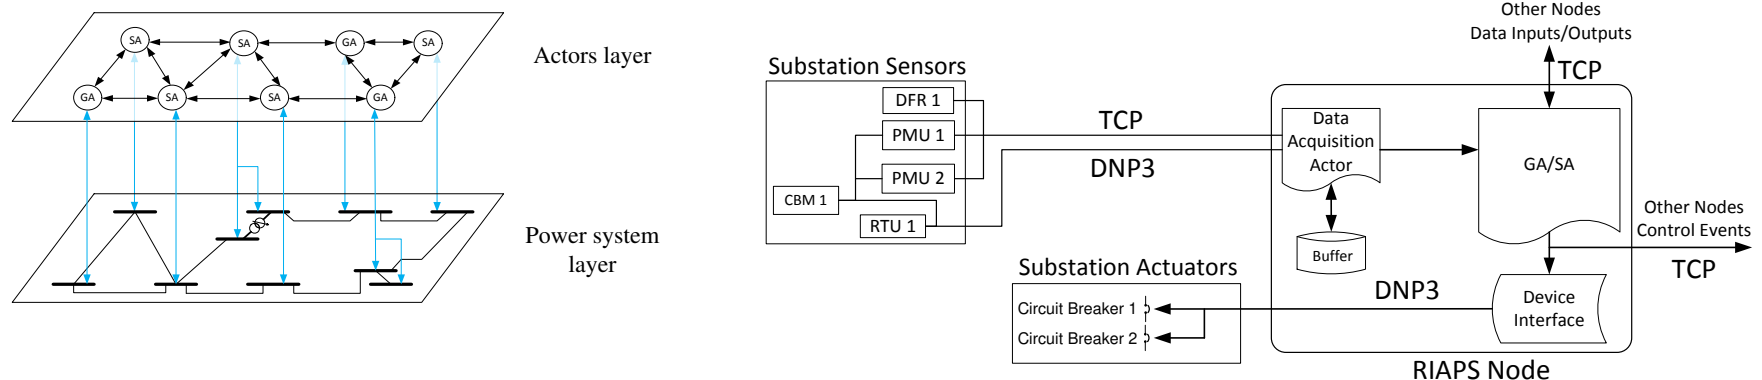 SA
SA
GA
SA
GA
SA
SA
GA
Actors layer
Power system
layer
Substation Sensors
DFR 1
PMU 1
PMU 2
CBM 1
RTU 1
TCP
DNP3
Other Nodes
Data Inputs/Outputs
TCP
Data
Acquisition
Actor
GA/SA
Buffer
Other Nodes
Control Events
TCP
Substation Actuators
Circuit Breaker 1
Circuit Breaker 2
DNP3
Device
Interface
RIAPS Node